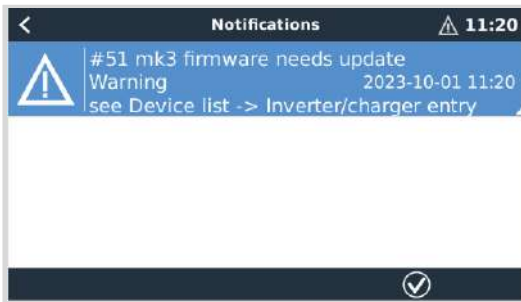 Notifications
11:20
#51 mk3 firmware needs update
Warning
2023-10-01 11:20
see Device list -> Inverter/charger entry